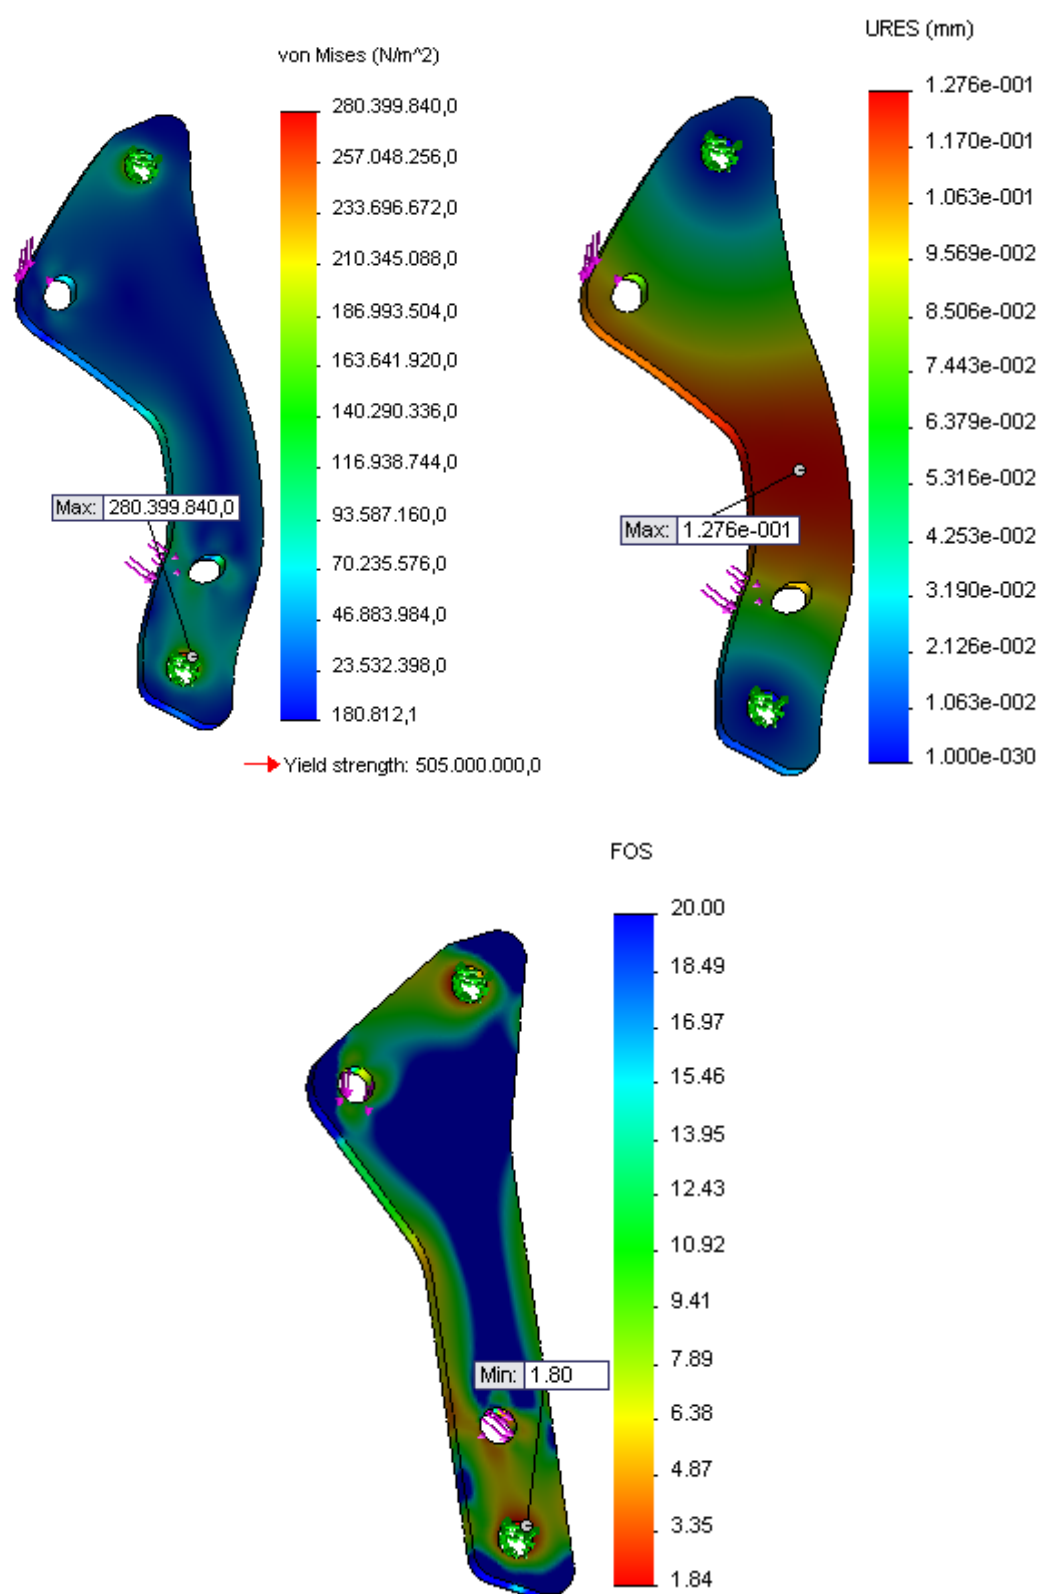 von Mises (N/m^2)
280.399.840,0
257.048.256,0
233.696.672,0
210.345.088,0
186.993.504,0
163.641.920,0
140.290.336,0
116.938.744,0
93.587.160,0
70.235.576,0
46.883.984,0
23.532.398,0
180.812,1
Max: 280.399.840,0
Yield strength: 505.000.000,0
URES (mm)
1.276e-001
1.170e-001
1.063e-001
9.569e-002
8.506e-002
7.443e-002
6.379e-002
5.316e-002
4.253e-002
3.190e-002
2.126e-002
1.063e-002
1.000e-030
Max: 1.276e-001
FOS
20.00
18.49
16.97
15.46
13.95
12.43
10.92
9.41
7.89
6.38
4.87
3.35
1.84
Min: 1.80